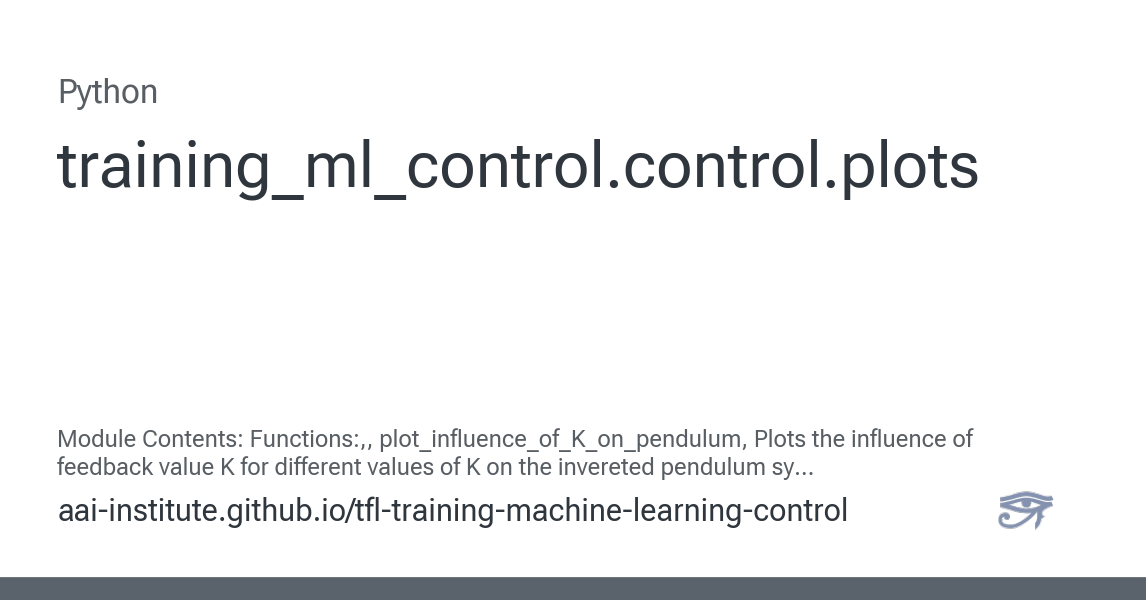 Python
training_ml_control.control.plots
Module Contents: Functions:,, plot_influence_of_K_on_pendulum, Plots the influence of
feedback value K for different values of K on the invereted pendulum sy...
aai-institute.github.io/tfl-training-machine-learning-control